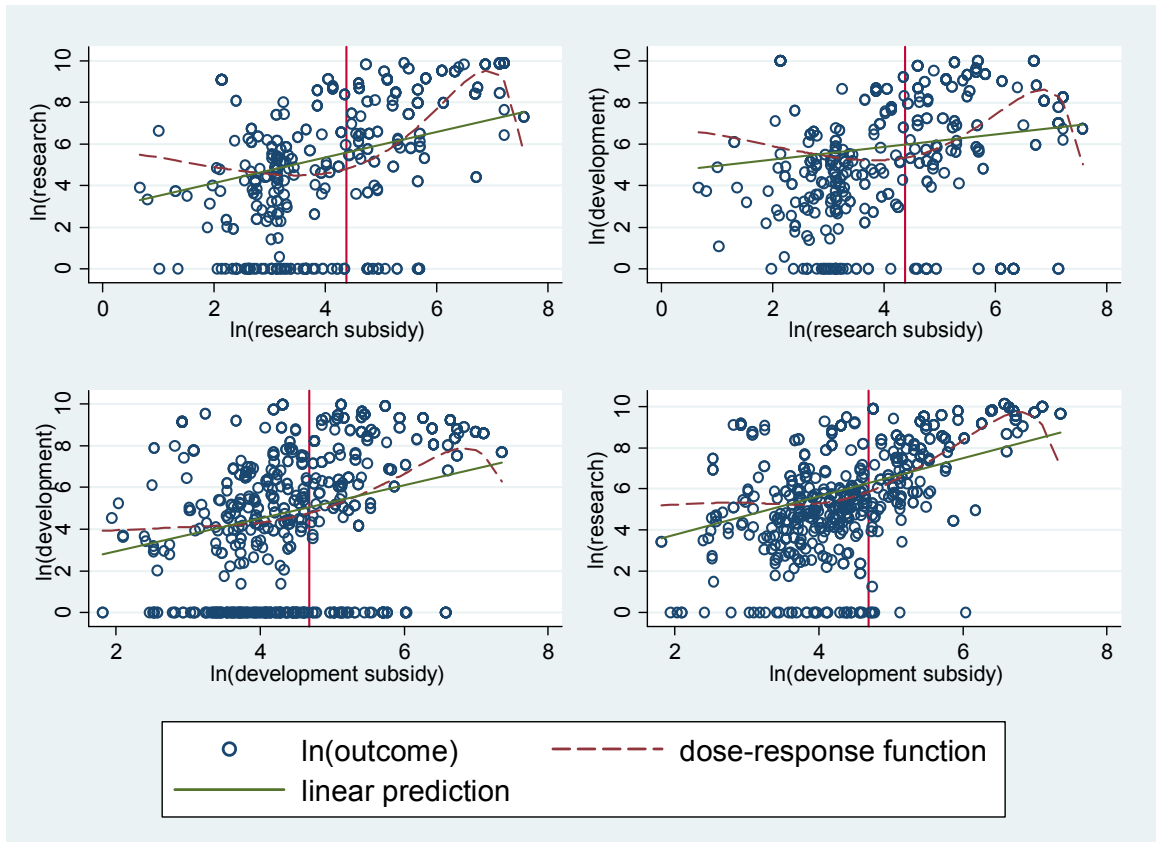 ln(research)
10
8
6
4
2
0
0 2 4 6 8
ln(research subsidy)
ln(development)
10
8
6
4
2
0
0 2 4 6 8
ln(research subsidy)
ln(development)
10
8
6
4
2
0
2 4 6 8
ln(development subsidy)
ln(research)
10
8
6
4
2
0
2 4 6 8
ln(development subsidy)
ln(outcome) dose-response function
linear prediction